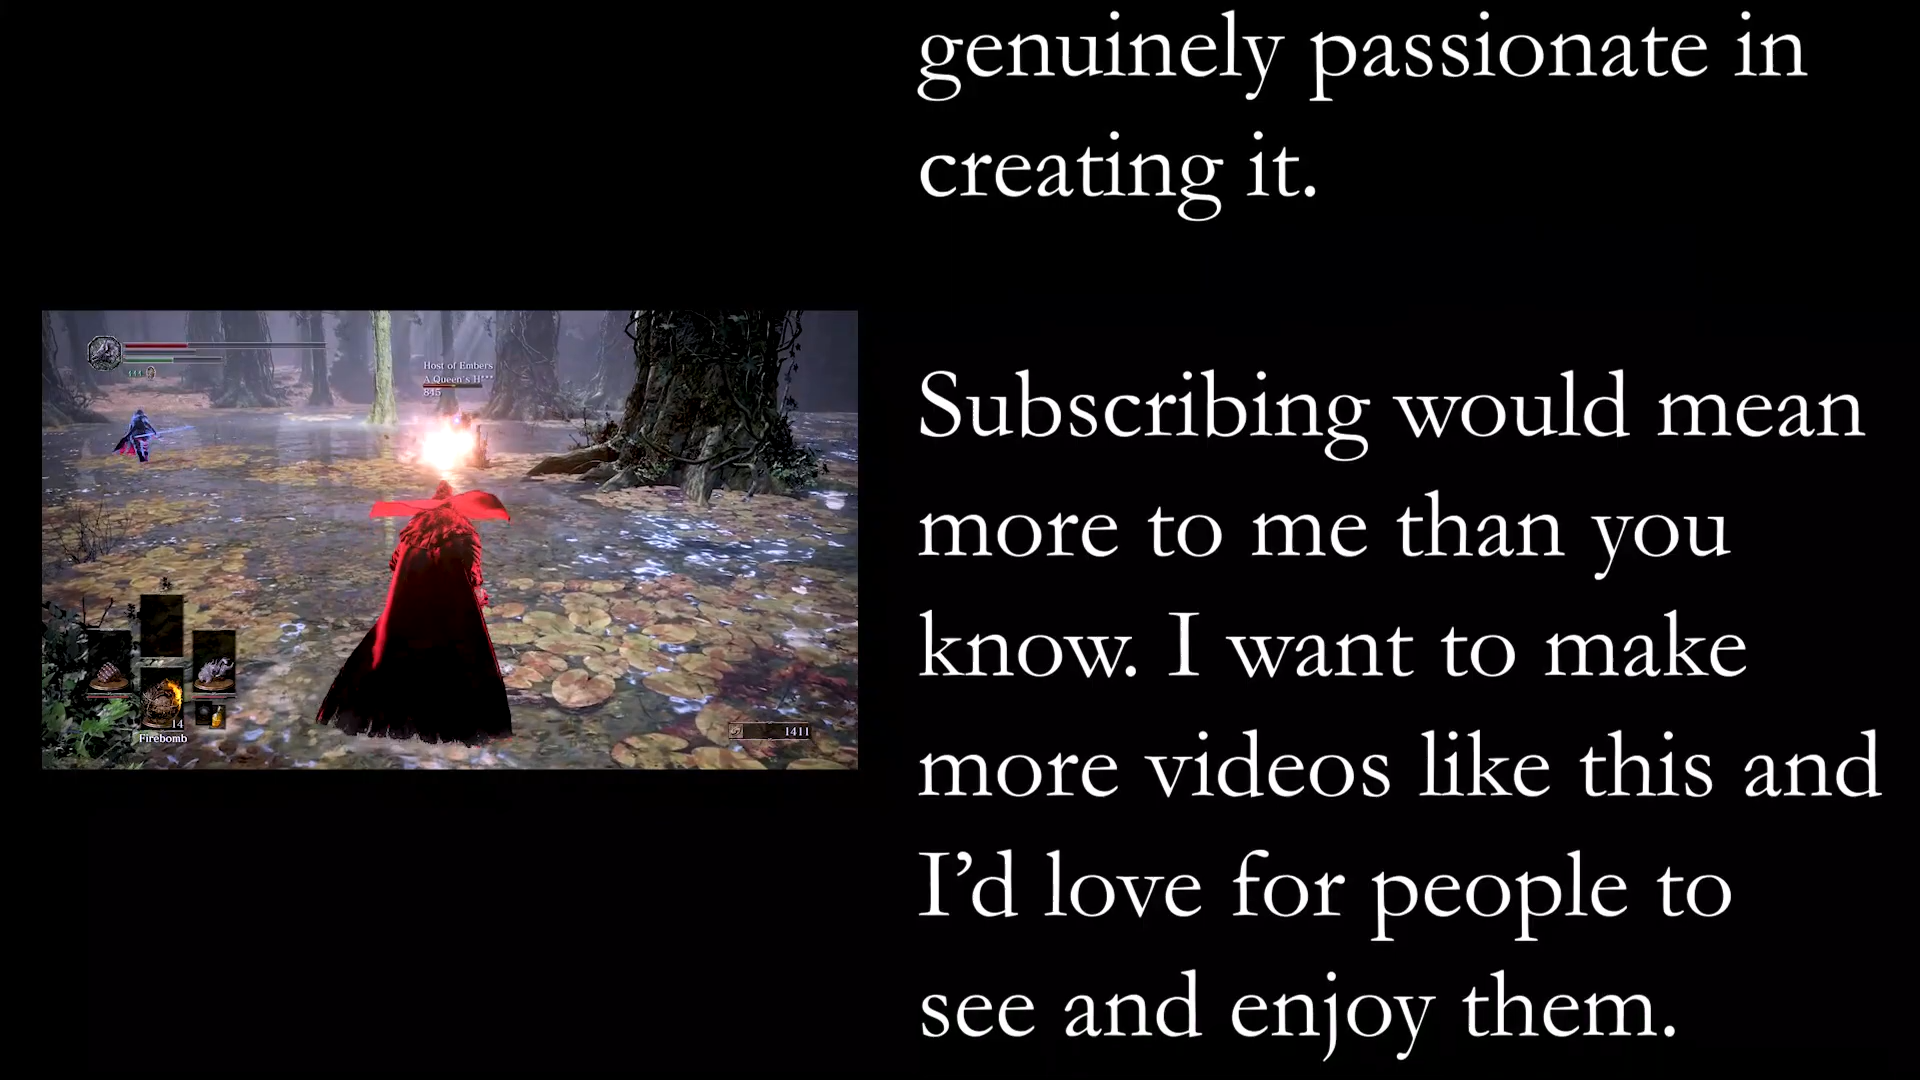 genuinely passionate in
creating it.
Subscribing would mean
more to me than you
know. I want to make
more videos like this and
I’d love for people to
see and enjoy them.
Host of Embers
A Queen's H***
845
14
Firebomb
1411